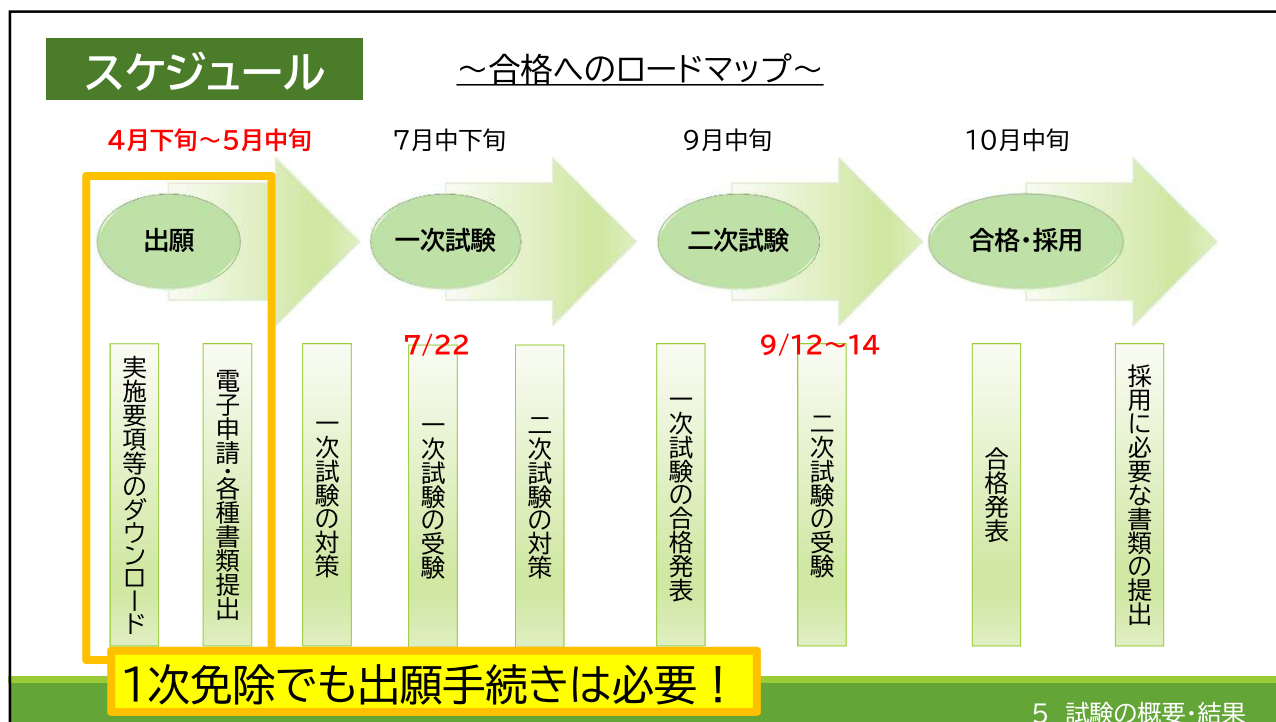 スケジュール
～合格へのロードマップ～
4月下旬～5月中旬
7月中下旬
9月中旬
10月中旬
出願
一次試験
二次試験
合格・採用
7/22
9/12～14
実施要項等のダウンロード
電子申請・各種書類提出
一次試験の対策
一次試験の受験
二次試験の対策
一次試験の合格発表
二次試験の受験
合格発表
採用に必要な書類の提出
1次免除でも出願手続きは必要！
5 試験の概要・結果